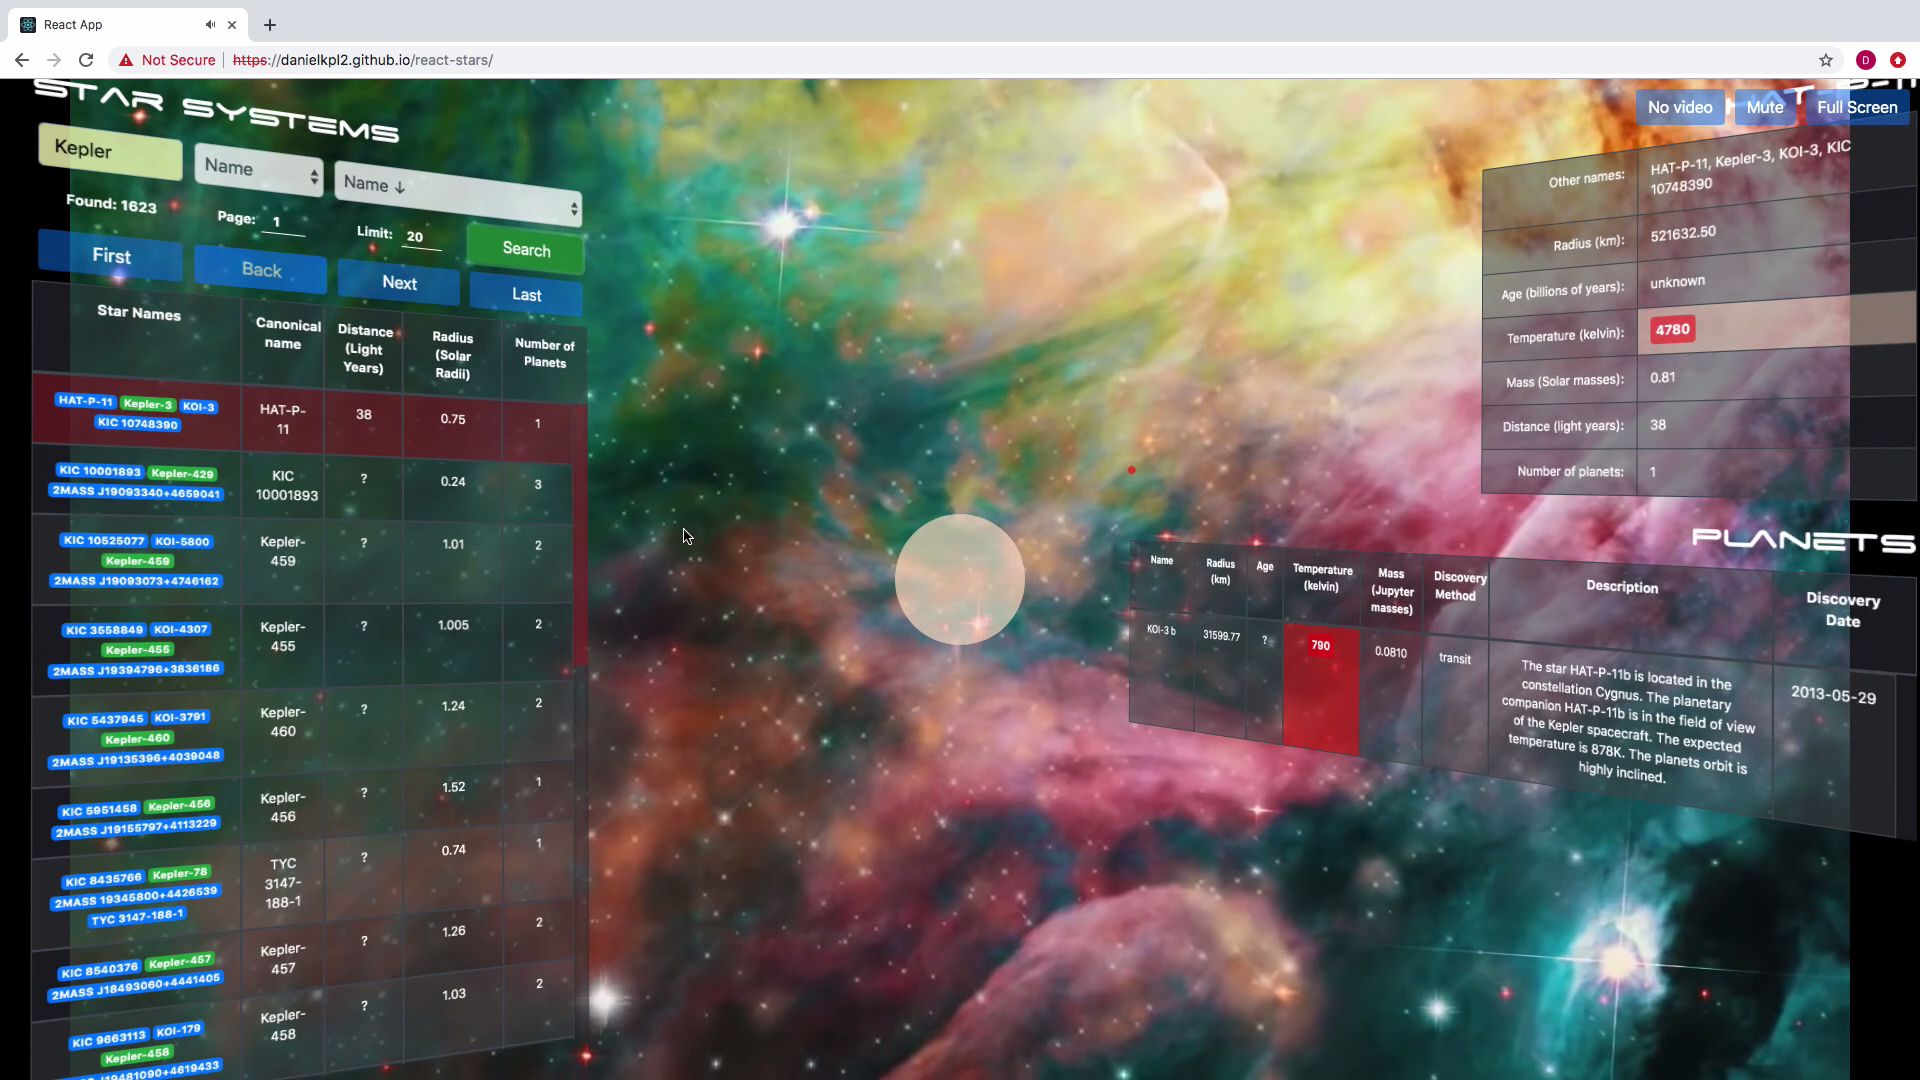 React App
Not Secure https://danielkpl2.github.io/react-stars/
D
STAR SYSTEMS
Kepler
Name
Name ↓
Found: 1623
Page: 1
Limit: 20
Search
First
Back
Next
Last
Star Names
Canonical name
Distance (Light Years)
Radius (Solar Radii)
Number of Planets
HAT-P-11 Kepler-3 KOI-3
KIC 10748390
HAT-P-11
38
0.75
1
KIC 10001893 Kepler-429
2MASS J19093340+4659041
KIC 10001893
?
0.24
3
KIC 10525077 KOI-5800
Kepler-459
2MASS J19093073+4746162
Kepler-459
?
1.01
2
KIC 3558849 KOI-4307
Kepler-455
2MASS J19394796+3836186
Kepler-455
?
1.005
2
KIC 5437945 KOI-3791
Kepler-460
2MASS J19135396+4039048
Kepler-460
?
1.24
2
KIC 5951458 Kepler-456
2MASS J19155797+4113229
Kepler-456
?
1.52
1
KIC 8435766 Kepler-78
2MASS 19345800+4426539
TYC 3147-188-1
TYC 3147-188-1
?
0.74
1
KIC 8540376 Kepler-457
2MASS J18493060+4441405
Kepler-457
?
1.26
2
KIC 9663113 KOI-179
Kepler-458
2MASS J19481090+4619433
Kepler-458
?
1.03
2
No video
Mute
Full Screen
Other names:
HAT-P-11, Kepler-3, KOI-3, KIC
10748390
Radius (km): 521632.50
Age (billions of years): unknown
Temperature (kelvin): 4780
Mass (Solar masses): 0.81
Distance (light years): 38
Number of planets: 1
PLANETS
Name
Radius (km)
Age
Temperature (kelvin)
Mass (Jupyter masses)
Discovery Method
Description
Discovery Date
KOI-3 b
31599.77
?
790
0.0810
transit
The star HAT-P-11b is located in the
constellation Cygnus. The planetary
companion HAT-P-11b is in the field of view
of the Kepler spacecraft. The expected
temperature is 878K. The planets orbit is
highly inclined.
2013-05-29